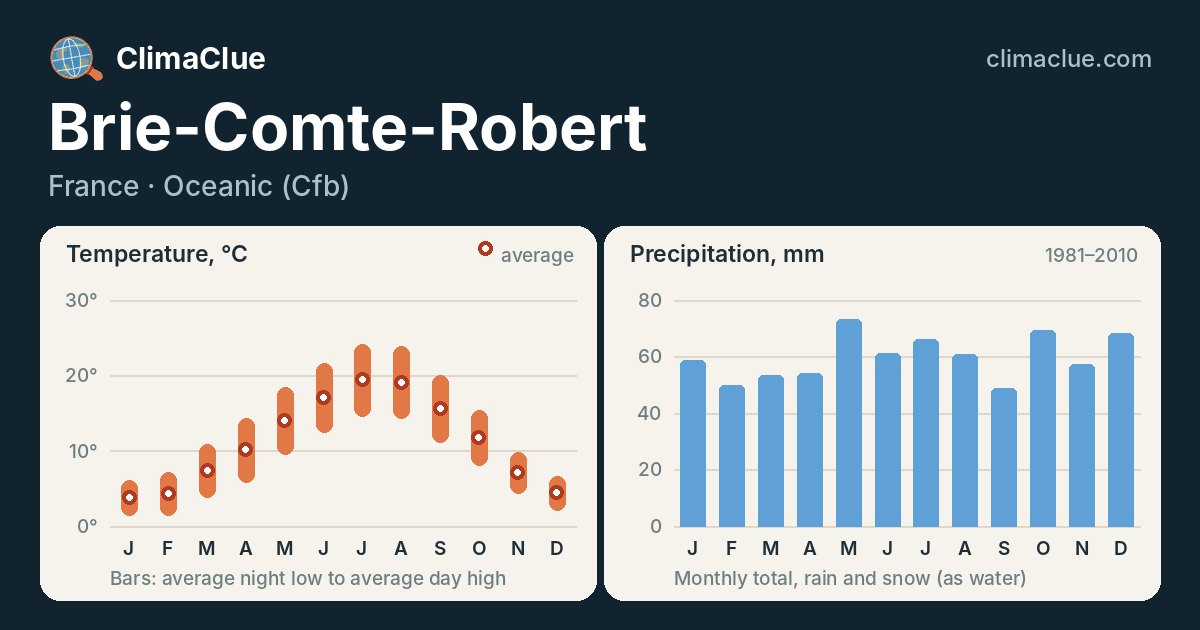 ClimaClue
climaclue.com
Brie-Comte-Robert
France · Oceanic (Cfb)
Temperature, °C
average
30°
20°
10°
0°
J F M A M J J A S O N D
Bars: average night low to average day high
Precipitation, mm
1981–2010
80
60
40
20
0
J F M A M J J A S O N D
Monthly total, rain and snow (as water)